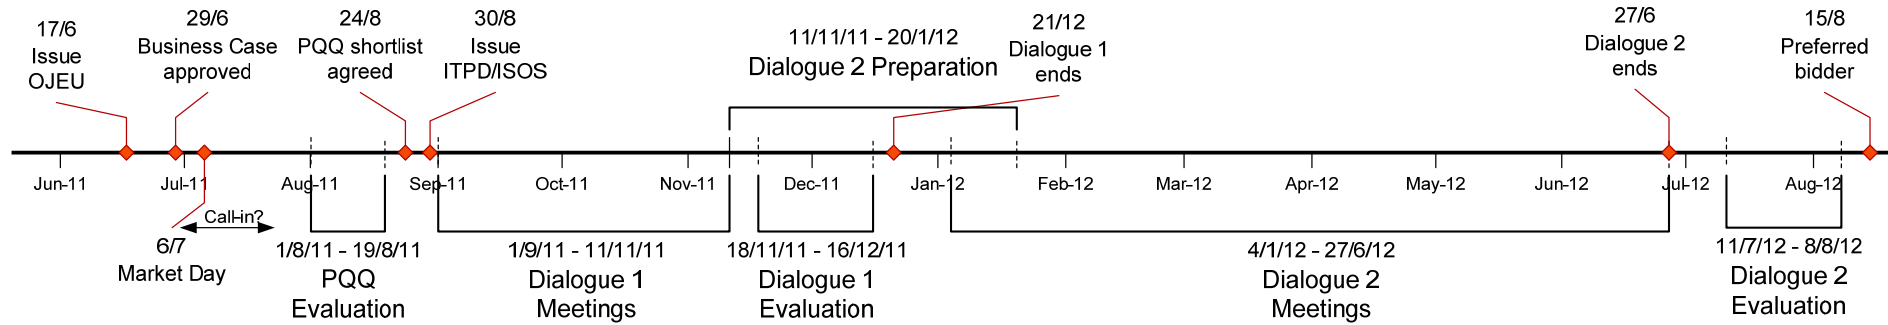 17/6
Issue
OJEU
29/6
Business Case
approved
24/8
PQQ shortlist
agreed
30/8
Issue
ITPD/ISOS
11/11/11 - 20/1/12
Dialogue 2 Preparation
21/12
Dialogue 1
ends
27/6
Dialogue 2
ends
15/8
Preferred
bidder
Jun-11
Jul-11
Aug-11
Sep-11
Oct-11
Nov-11
Dec-11
Jan-12
Feb-12
Mar-12
Apr-12
May-12
Jun-12
Jul-12
Aug-12
Call-in?
6/7
Market Day
1/8/11 - 19/8/11
PQQ
Evaluation
1/9/11 - 11/11/11
Dialogue 1
Meetings
18/11/11 - 16/12/11
Dialogue 1
Evaluation
4/1/12 - 27/6/12
Dialogue 2
Meetings
11/7/12 - 8/8/12
Dialogue 2
Evaluation